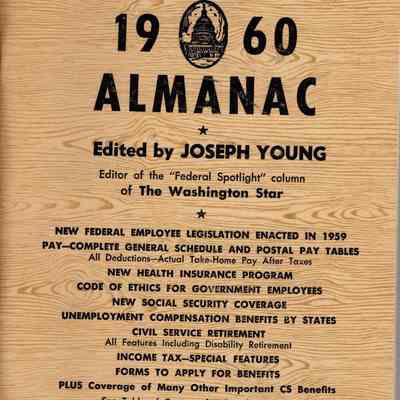 19 60
ALMANAC
Edited by JOSEPH YOUNG
Editor of the "Federal Spotlight" column
of The Washington Star
NEW FEDERAL EMPLOYEE LEGISLATION ENACTED IN 1959
PAY—COMPLETE GENERAL SCHEDULE AND POSTAL PAY TABLES
All Deductions—Actual Take-Home Pay After Taxes
NEW HEALTH INSURANCE PROGRAM
CODE OF ETHICS FOR GOVERNMENT EMPLOYEES
NEW SOCIAL SECURITY COVERAGE
UNEMPLOYMENT COMPENSATION BENEFITS BY STATES
CIVIL SERVICE RETIREMENT
All Features Including Disability Retirement
INCOME TAX—SPECIAL FEATURES
FORMS TO APPLY FOR BENEFITS
PLUS Coverage of Many Other Important CS Benefits